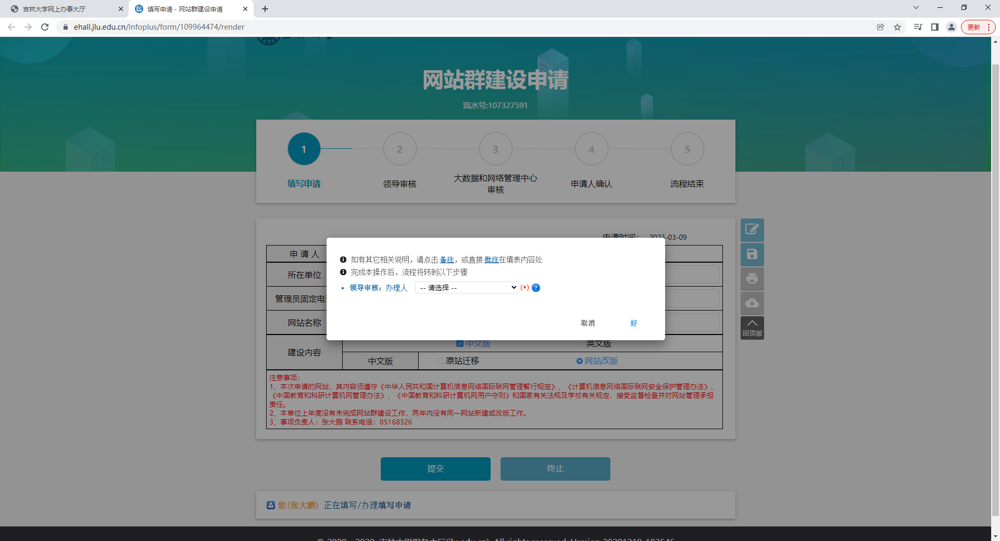 吉林大学网上办事大厅
填写申请 - 网站群建设申请
ehall.jlu.edu.cn/infoplus/form/109964474/render
更新
网站群建设申请
流水号:107327591
1 2 3 4 5
填写申请 领导审核 大数据和网络管理中心 申请人确认 流程结束
审核
申请时间： 2023-03-09
申 请 人
所在单位
管理员固定电
网站名称
如有其它相关说明，请点击 备注，或直接 批注在填表内容处
完成本操作后，流程将转到以下步骤
领导审核：办理人 -- 请选择 -- (*)
取消 好
回顶部
建设内容
中文版 英文版
中文版 原站迁移 网站改版
注意事项：
1、本次申请的网站，其内容须遵守《中华人民共和国计算机信息网络国际联网管理暂行规定》、《计算机信息网络国际联网安全保护管理办法》、
《中国教育和科研计算机网管理办法》、《中国教育和科研计算机网用户守则》和国家有关法规及学校有关规定，接受监督检查并对网站管理承担
责任。
2、本单位上年度没有未完成网站群建设工作，两年内没有同一网站新建或改版工作。
3、事项负责人：张大鹏 联系电话：85168326
提交 终止
您(张大鹏) 正在填写/办理填写申请